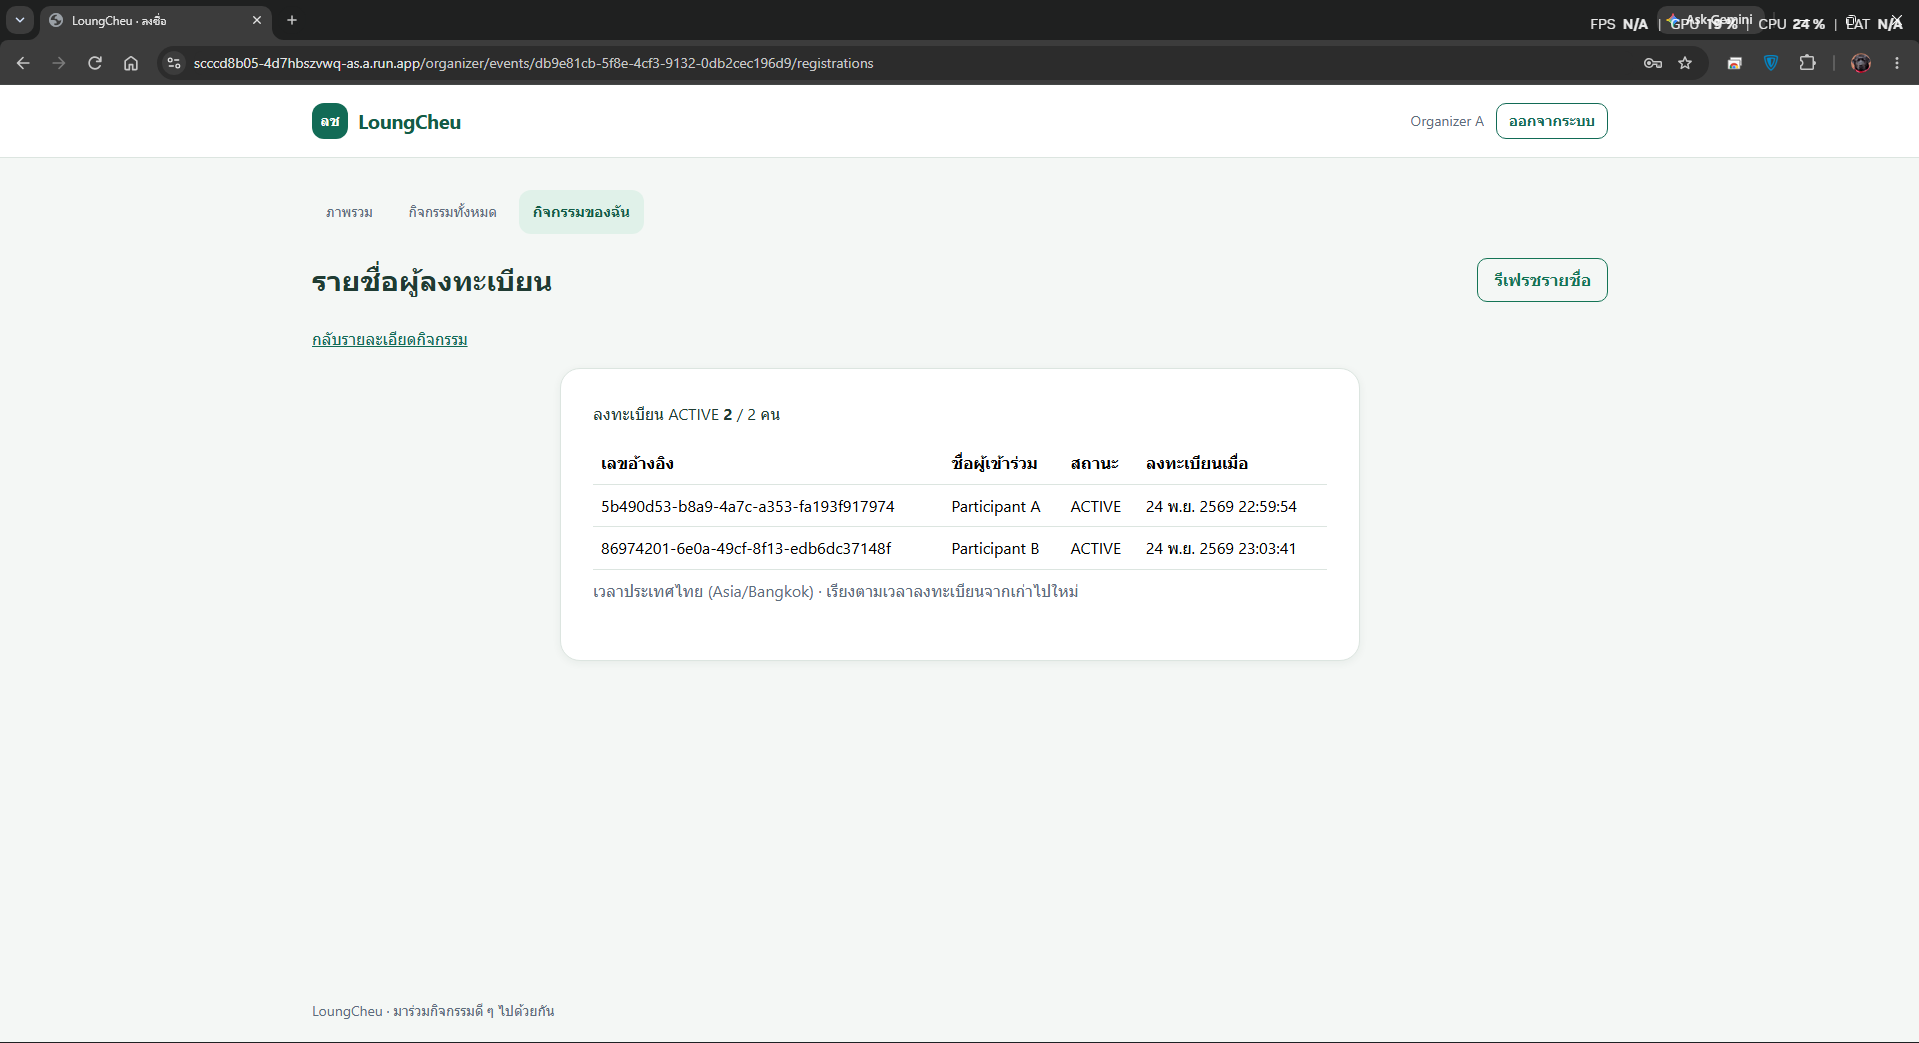 LoungCheu · ลงชื่อ
Ask Gemini
FPS N/A | GPU 19 % | CPU 24 % | LAT N/A
scccd8b05-4d7hbszvwq-as.a.run.app/organizer/events/db9e81cb-5f8e-4cf3-9132-0db2cec196d9/registrations
ลช LoungCheu
Organizer A ออกจากระบบ
ภาพรวม กิจกรรมทั้งหมด กิจกรรมของฉัน
รายชื่อผู้ลงทะเบียน
รีเฟรชรายชื่อ
กลับรายละเอียดกิจกรรม
ลงทะเบียน ACTIVE 2 / 2 คน
เลขอ้างอิง ชื่อผู้เข้าร่วม สถานะ ลงทะเบียนเมื่อ
5b490d53-b8a9-4a7c-a353-fa193f917974 Participant A ACTIVE 24 พ.ย. 2569 22:59:54
86974201-6e0a-49cf-8f13-edb6dc37148f Participant B ACTIVE 24 พ.ย. 2569 23:03:41
เวลาประเทศไทย (Asia/Bangkok) · เรียงตามเวลาลงทะเบียนจากเก่าไปใหม่
LoungCheu · มาร่วมกิจกรรมดี ๆ ไปด้วยกัน